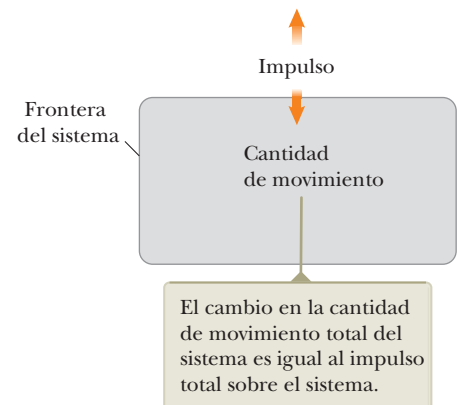 Impulso
Frontera
del sistema
Cantidad
de movimiento
El cambio en la cantidad
de movimiento total del
sistema es igual al impulso
total sobre el sistema.